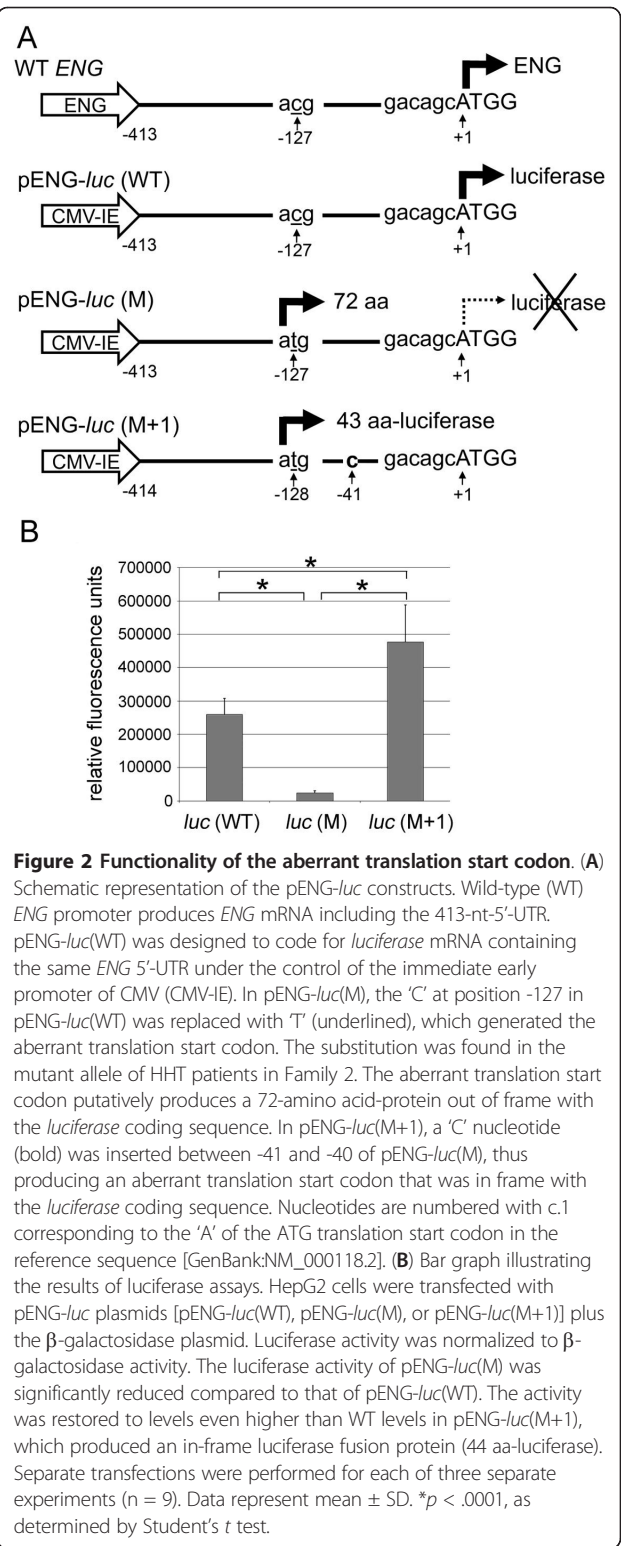 A
WT ENG
ENG
ENG
acg
gacagcATGG
-413
-127
+1
pENG-luc (WT)
luciferase
CMV-IE
acg
gacagcATGG
-413
-127
+1
pENG-luc (M)
72 aa
luciferase
CMV-IE
atg
gacagcATGG
-413
-127
+1
pENG-luc (M+1)
43 aa-luciferase
CMV-IE
atg
c
gacagcATGG
-414
-128
-41
+1
B
relative fluorescence units
700000
600000
500000
400000
300000
200000
100000
0
*
* *
luc (WT) luc (M) luc (M+1)
Figure 2 Functionality of the aberrant translation start codon. (A)
Schematic representation of the pENG-luc constructs. Wild-type (WT)
ENG promoter produces ENG mRNA including the 413-nt-5'-UTR.
pENG-luc(WT) was designed to code for luciferase mRNA containing
the same ENG 5'-UTR under the control of the immediate early
promoter of CMV (CMV-IE). In pENG-luc(M), the 'C' at position -127 in
pENG-luc(WT) was replaced with 'T' (underlined), which generated the
aberrant translation start codon. The substitution was found in the
mutant allele of HHT patients in Family 2. The aberrant translation start
codon putatively produces a 72-amino acid-protein out of frame with
the luciferase coding sequence. In pENG-luc(M+1), a 'C' nucleotide
(bold) was inserted between -41 and -40 of pENG-luc(M), thus
producing an aberrant translation start codon that was in frame with
the luciferase coding sequence. Nucleotides are numbered with c.1
corresponding to the 'A' of the ATG translation start codon in the
reference sequence [GenBank:NM_000118.2]. (B) Bar graph illustrating
the results of luciferase assays. HepG2 cells were transfected with
pENG-luc plasmids [pENG-luc(WT), pENG-luc(M), or pENG-luc(M+1)] plus
the β-galactosidase plasmid. Luciferase activity was normalized to β-
galactosidase activity. The luciferase activity of pENG-luc(M) was
significantly reduced compared to that of pENG-luc(WT). The activity
was restored to levels even higher than WT levels in pENG-luc(M+1),
which produced an in-frame luciferase fusion protein (44 aa-luciferase).
Separate transfections were performed for each of three separate
experiments (n = 9). Data represent mean ± SD. *p < .0001, as
determined by Student's t test.